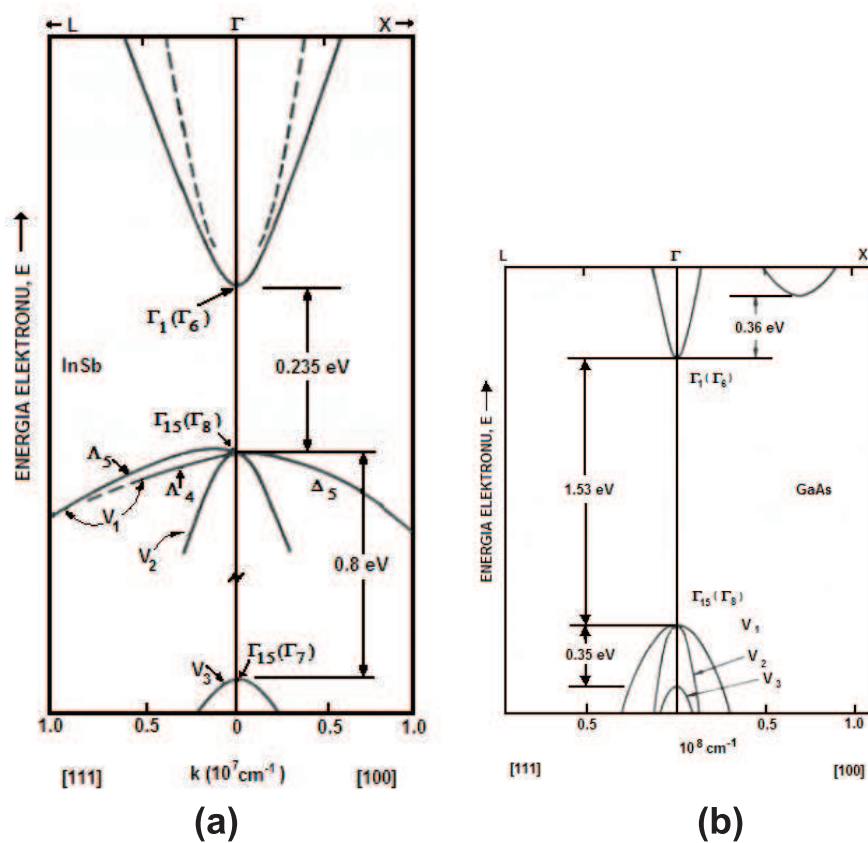 L Γ X
ENERGIA ELEKTRONU, E
Γ1(Γ6)
InSb
0.235 eV
Γ15(Γ8)
Λ5
Λ4
Δ5
V1
V2
0.8 eV
Γ15(Γ7)
V3
1.0 0.5 0 0.5 1.0
[111] k (10^7cm^-1) [100]
(a)
L Γ X
ENERGIA ELEKTRONU, E
0.36 eV
Γ1(Γ6)
1.53 eV
GaAs
Γ15(Γ8)
V1
0.35 eV
V2
V3
0.5 0.5 1.0
10^8 cm^-1
[111] [100]
(b)